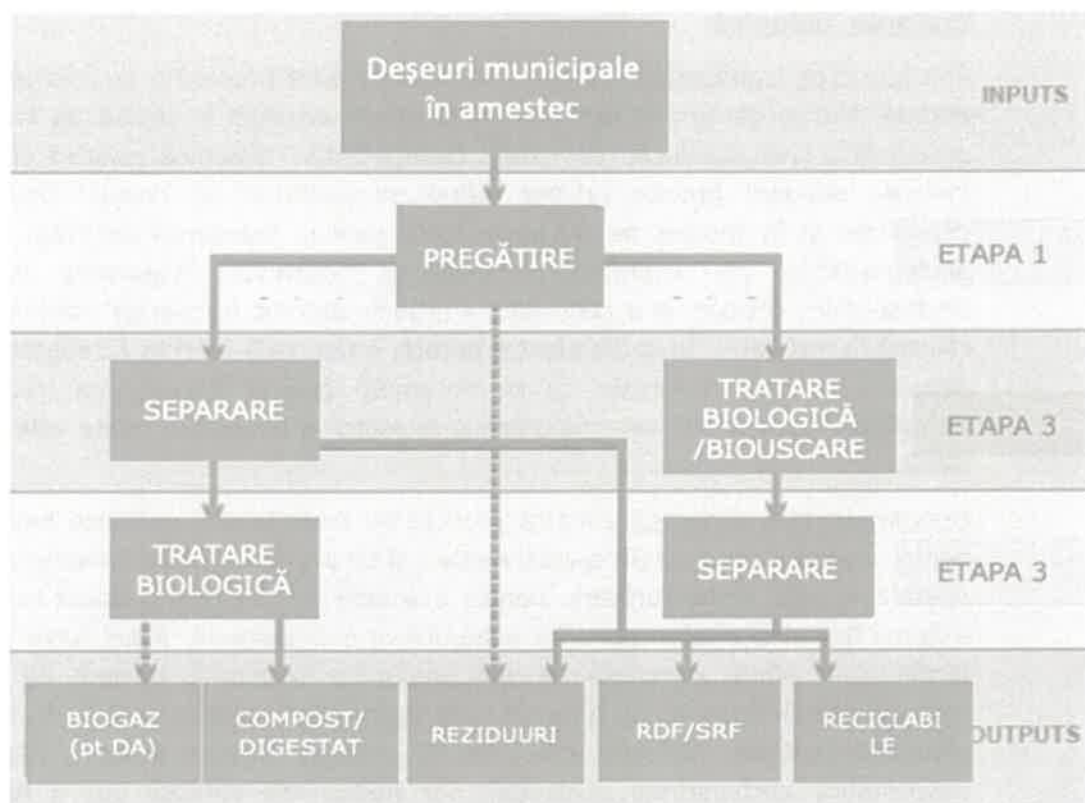 Deșeuri municipale
în amestec
INPUTS
PREGĂTIRE
ETAPA 1
SEPARARE
TRATARE
BIOLOGICĂ
/BIOUSCARE
ETAPA 3
TRATARE
BIOLOGICĂ
SEPARARE
ETAPA 3
BIOGAZ
(pt DA)
COMPOST/
DIGESTAT
REZIDUURI
RDF/SRF
RECICLABI
LE
OUTPUTS